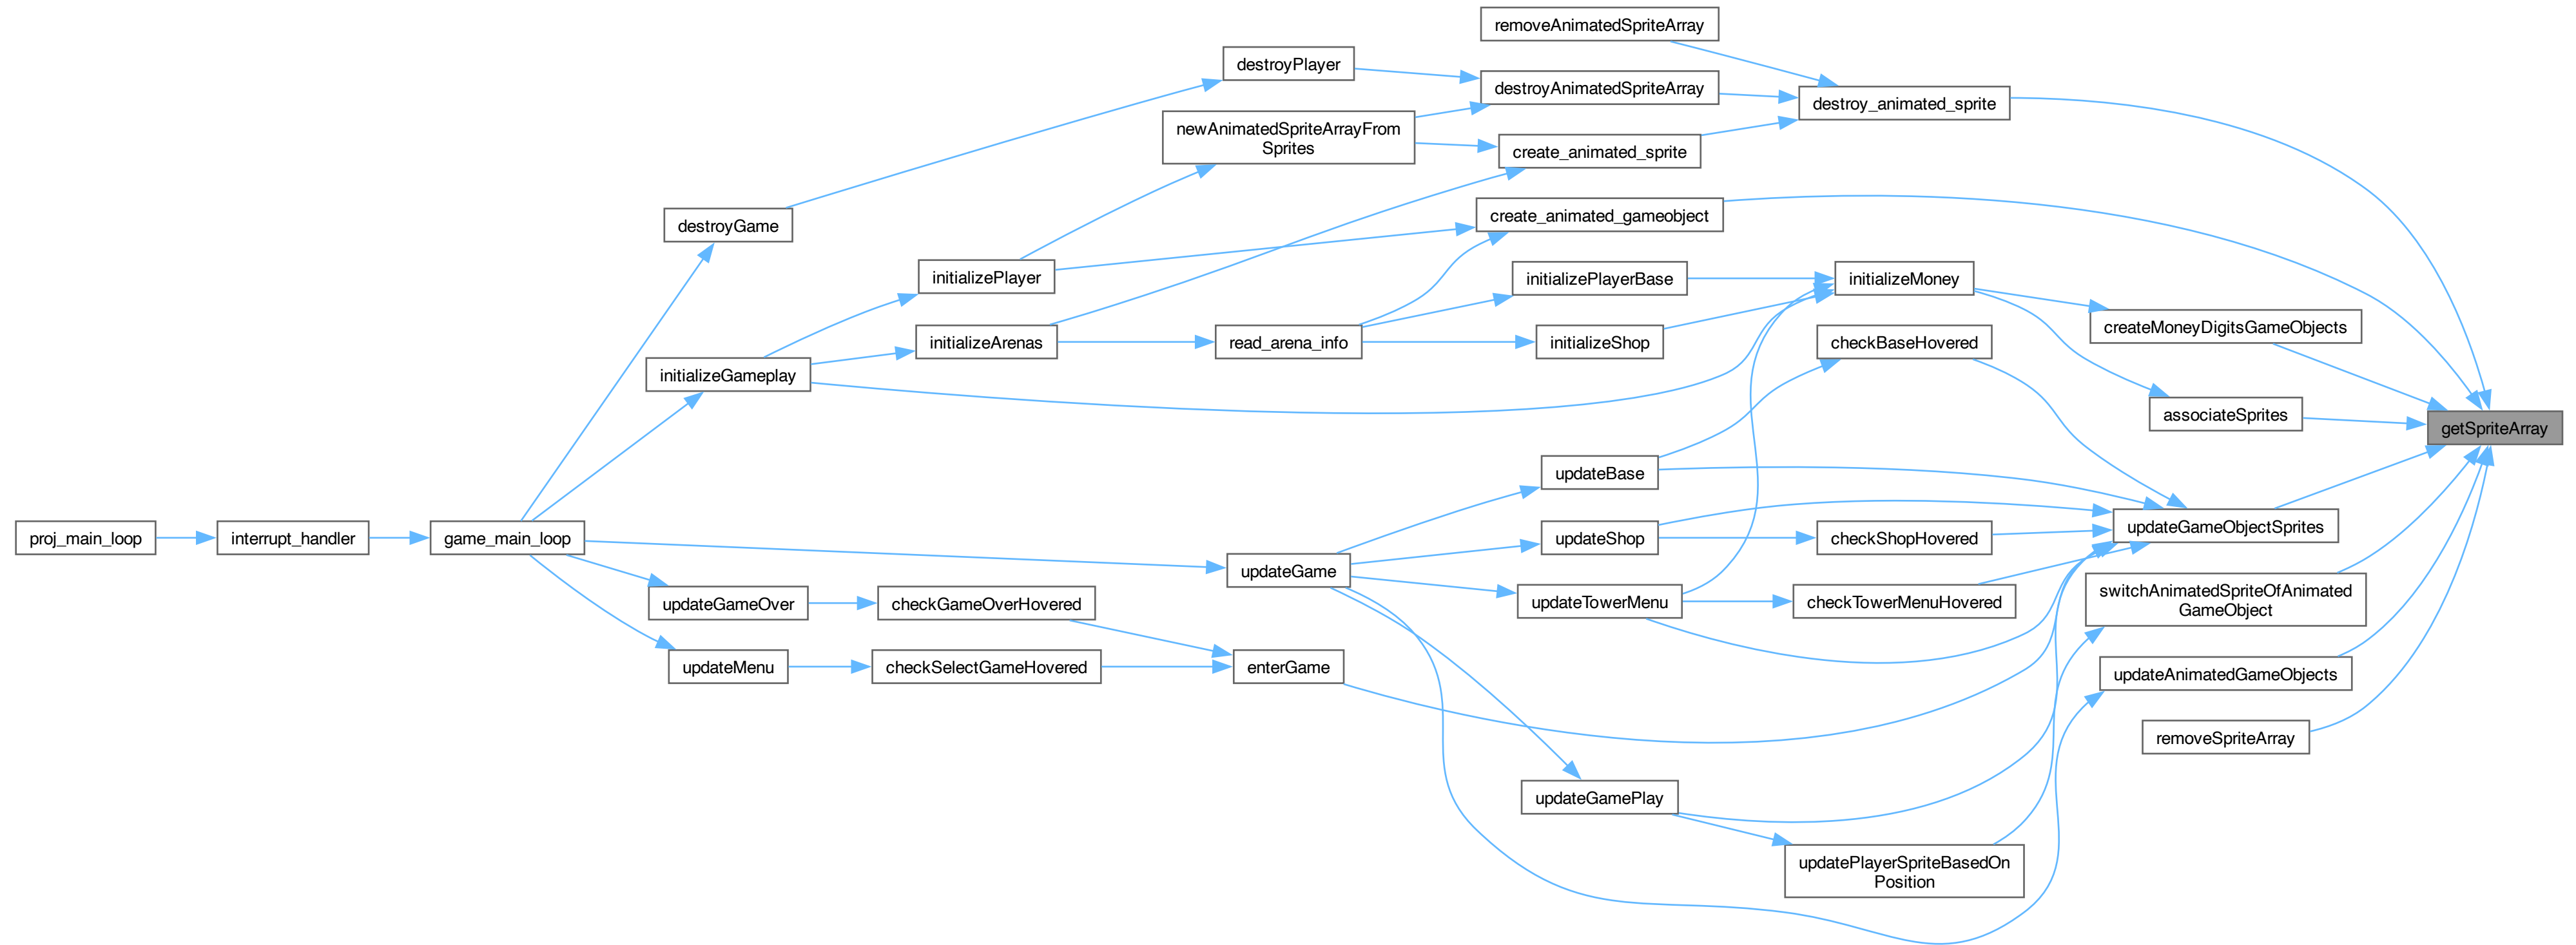 removeAnimatedSpriteArray
destroyPlayer
destroyAnimatedSpriteArray
destroy_animated_sprite
newAnimatedSpriteArrayFrom
Sprites
create_animated_sprite
destroyGame
create_animated_gameobject
initializePlayer
initializePlayerBase
initializeMoney
createMoneyDigitsGameObjects
initializeArenas
read_arena_info
initializeShop
checkBaseHovered
initializeGameplay
associateSprites
getSpriteArray
updateBase
proj_main_loop
interrupt_handler
game_main_loop
updateShop
checkShopHovered
updateGameObjectSprites
updateGame
updateGameOver
checkGameOverHovered
updateTowerMenu
checkTowerMenuHovered
switchAnimatedSpriteOfAnimated
GameObject
updateMenu
checkSelectGameHovered
enterGame
updateAnimatedGameObjects
removeSpriteArray
updateGamePlay
updatePlayerSpriteBasedOn
Position